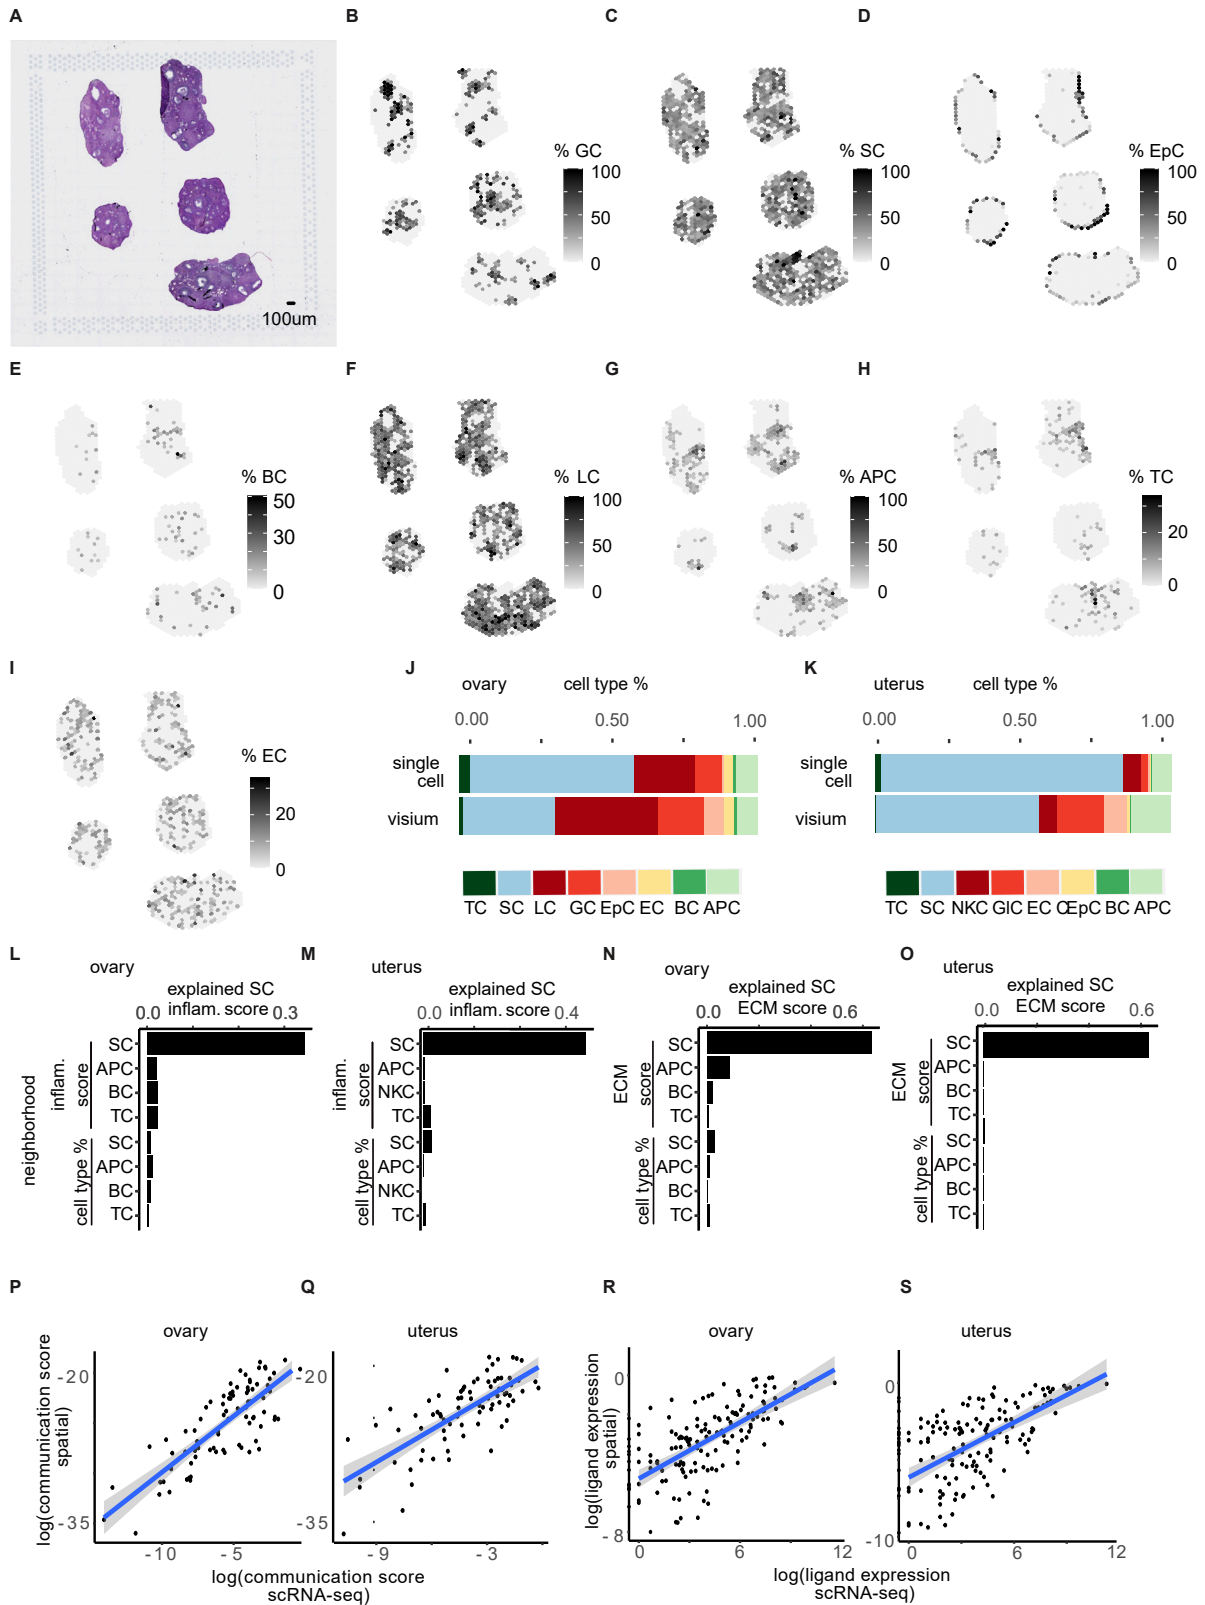 A
B
C
D
100um
% GC
100
50
0
% SC
100
50
0
% EpC
100
50
0
E
F
G
H
% BC
50
30
0
% LC
100
50
0
% APC
100
50
0
% TC
20
0
I
% EC
20
0
J
ovary cell type %
0.00 0.50 1.00
single
cell
visium
TC SC LC GC EpC EC BC APC
K
uterus cell type %
0.00 0.50 1.00
single
cell
visium
TC SC NKC GlC EC CEpC BC APC
L
ovary
explained SC
inflam. score
0.0 0.3
neighborhood
inflam.
score
cell type %
SC
APC
BC
TC
SC
APC
BC
TC
M
uterus
explained SC
inflam. score
0.0 0.4
inflam.
score
cell type %
SC
APC
NKC
TC
SC
APC
NKC
TC
N
ovary
explained SC
ECM score
0.0 0.6
ECM
score
cell type %
SC
APC
BC
TC
SC
APC
BC
TC
O
uterus
explained SC
ECM score
0.0 0.6
ECM
score
cell type %
SC
APC
BC
TC
SC
APC
BC
TC
P
ovary
log(communication score
spatial)
-20
-35
-10 -5
Q
uterus
-20
-35
-9 -3
log(communication score
scRNA-seq)
R
ovary
log(ligand expression
spatial)
0
-8
0 6 12
S
uterus
0
-10
0 6 12
log(ligand expression
scRNA-seq)